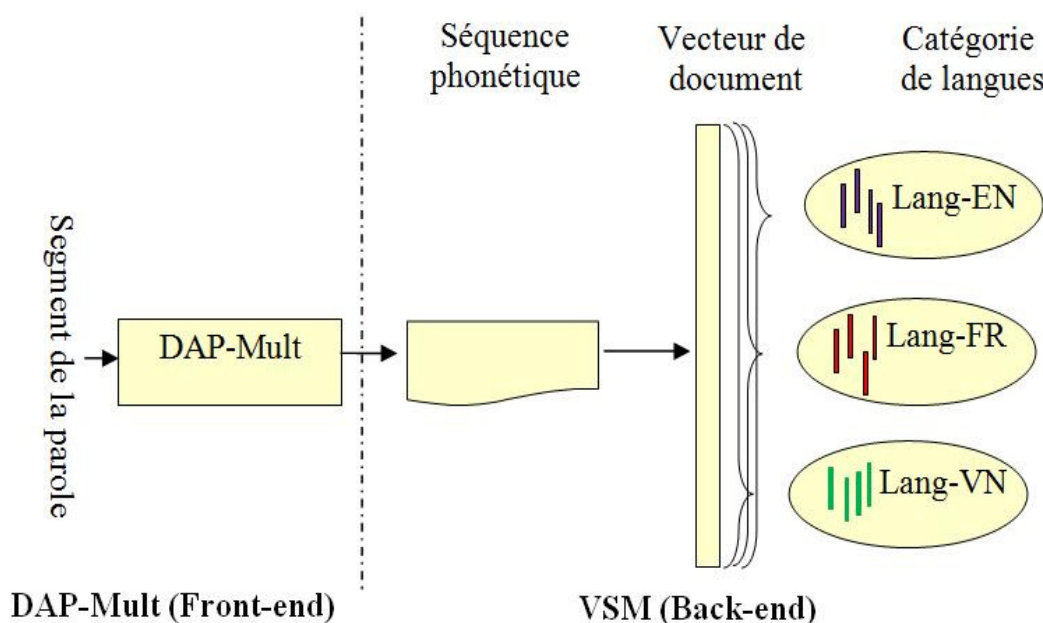 Séquence
phonétique
Vecteur de
document
Catégorie
de langues
Segment de la parole
DAP-Mult
Lang-EN
Lang-FR
Lang-VN
DAP-Mult (Front-end)
VSM (Back-end)